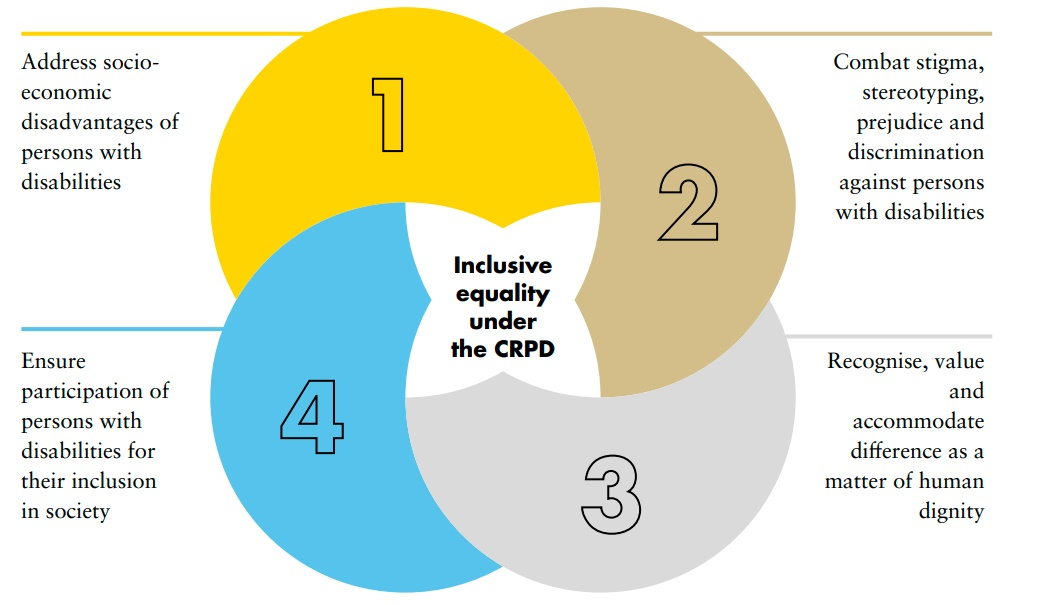 Address socio-
economic
disadvantages of
persons with
disabilities
1
2
Combat stigma,
stereotyping,
prejudice and
discrimination
against persons
with disabilities
Inclusive
equality
under
the CRPD
Ensure
participation of
persons with
disabilities for
their inclusion
in society
4
3
Recognise, value
and
accommodate
difference as a
matter of human
dignity